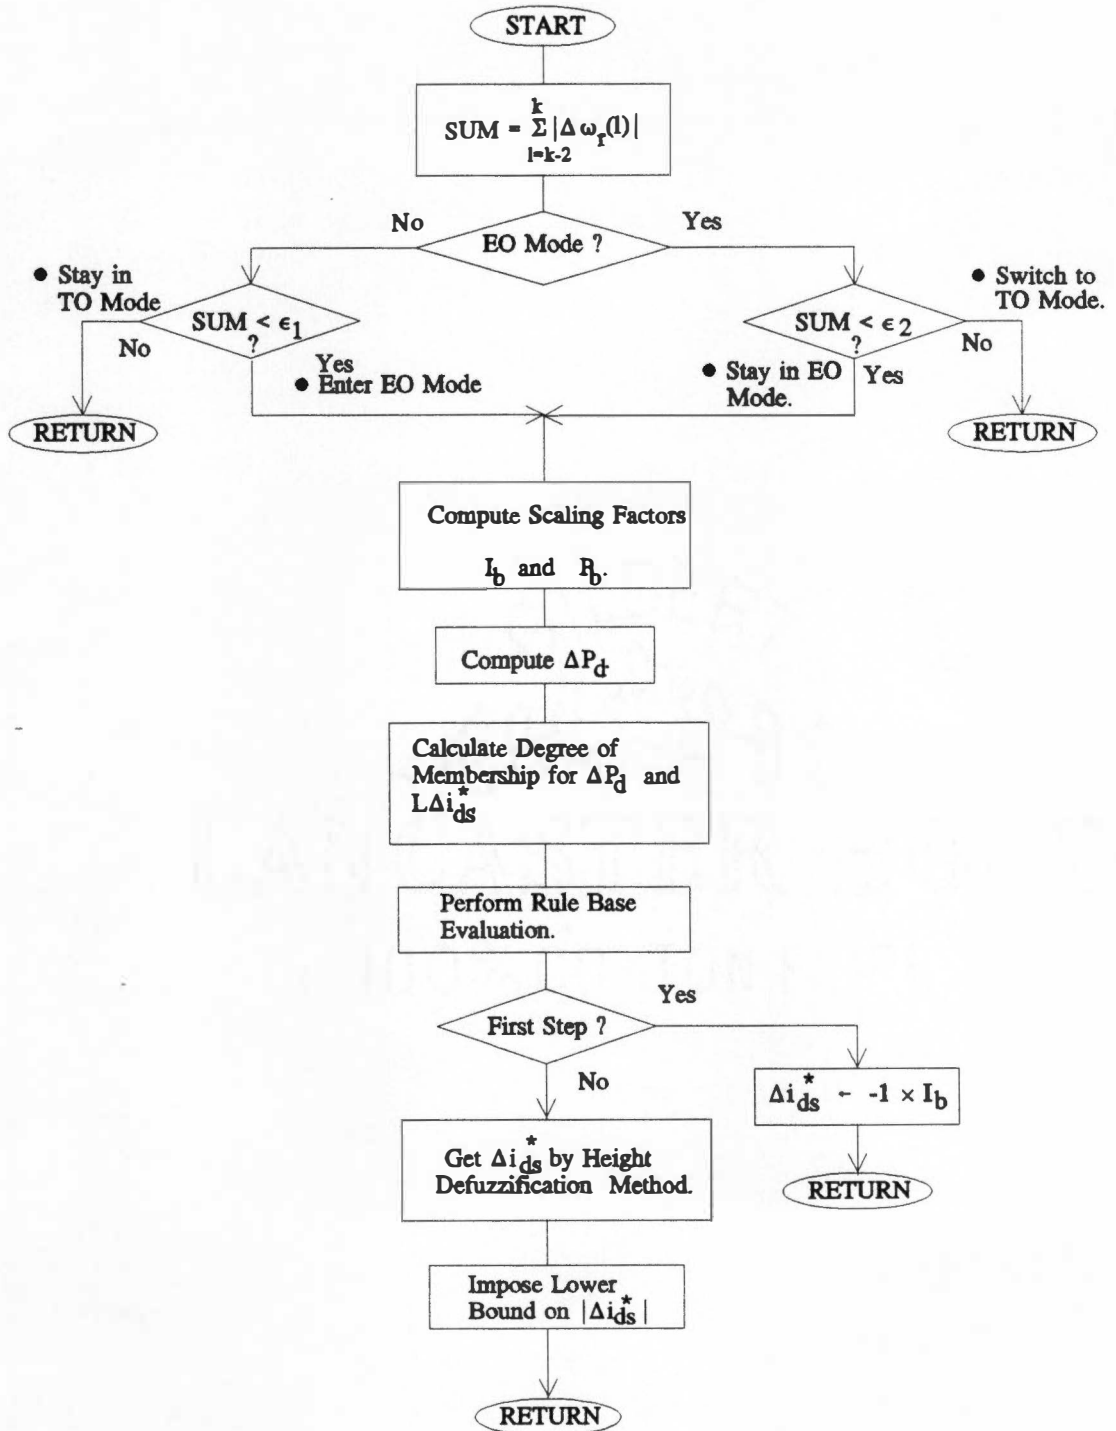 START
k
SUM = Σ |Δ ω_r(l)|
l=k-2
No
EO Mode ?
Yes
● Stay in
TO Mode
SUM < ϵ₁
?
No
Yes
● Enter EO Mode
● Switch to
TO Mode.
SUM < ϵ₂
?
No
● Stay in EO
Mode.
Yes
RETURN
RETURN
Compute Scaling Factors
I_b and P_b.
Compute ΔP_d
Calculate Degree of
Membership for ΔP_d and
LΔi*_ds
Perform Rule Base
Evaluation.
First Step ?
Yes
No
Δi*_ds ← -1 × I_b
RETURN
Get Δi*_ds by Height
Defuzzification Method.
Impose Lower
Bound on |Δi*_ds|
RETURN